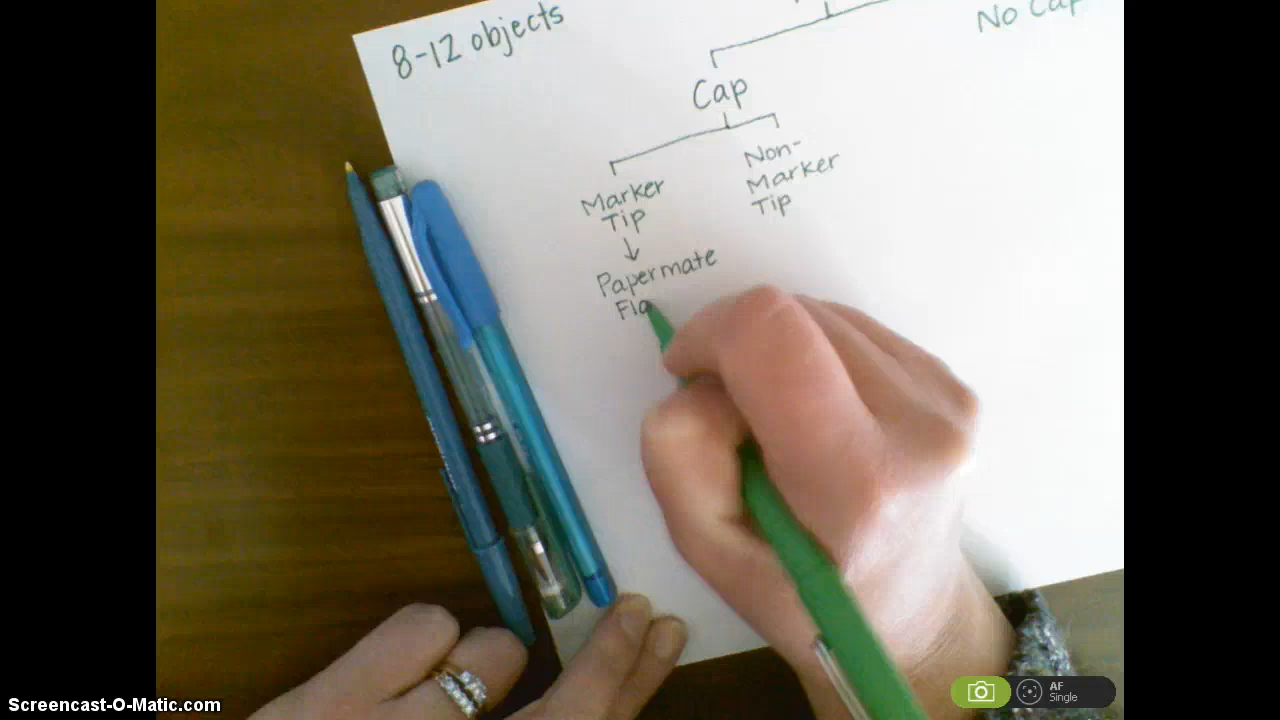 8-12 objects
No Cap
Cap
Non-
Marker
Tip
Marker
Tip
Papermate
Fla
AF
Single
Screencast-O-Matic.com